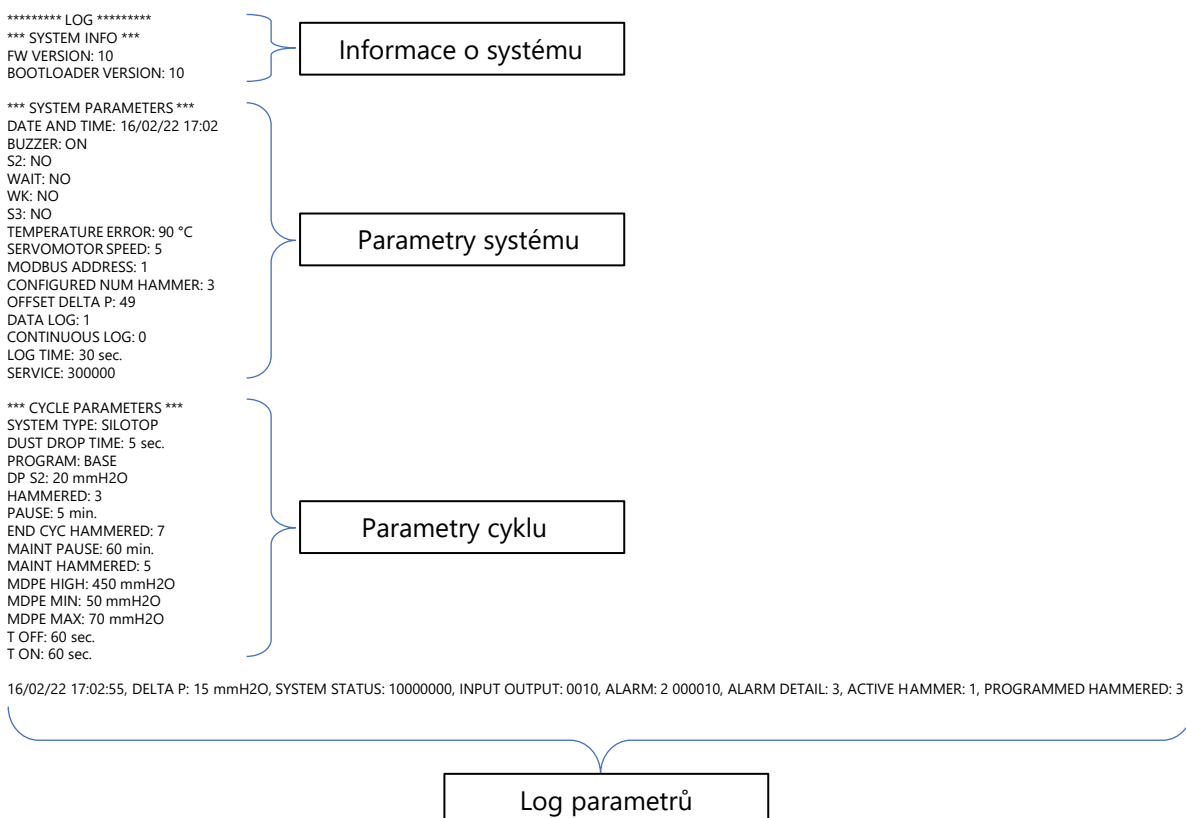 ********* LOG *********
*** SYSTEM INFO ***
FW VERSION: 10
BOOTLOADER VERSION: 10
Informace o systému
*** SYSTEM PARAMETERS ***
DATE AND TIME: 16/02/22 17:02
BUZZER: ON
S2: NO
WAIT: NO
WK: NO
S3: NO
TEMPERATURE ERROR: 90 °C
SERVOMOTOR SPEED: 5
MODBUS ADDRESS: 1
CONFIGURED NUM HAMMER: 3
OFFSET DELTA P: 49
DATA LOG: 1
CONTINUOUS LOG: 0
LOG TIME: 30 sec.
SERVICE: 300000
Parametry systému
*** CYCLE PARAMETERS ***
SYSTEM TYPE: SILOTOP
DUST DROP TIME: 5 sec.
PROGRAM: BASE
DP S2: 20 mmH2O
HAMMERED: 3
PAUSE: 5 min.
END CYC HAMMERED: 7
MAINT PAUSE: 60 min.
MAINT HAMMERED: 5
MDPE HIGH: 450 mmH2O
MDPE MIN: 50 mmH2O
MDPE MAX: 70 mmH2O
T OFF: 60 sec.
T ON: 60 sec.
Parametry cyklu
16/02/22 17:02:55, DELTA P: 15 mmH2O, SYSTEM STATUS: 10000000, INPUT OUTPUT: 0010, ALARM: 2 000010, ALARM DETAIL: 3, ACTIVE HAMMER: 1, PROGRAMMED HAMMERED: 3
Log parametrů